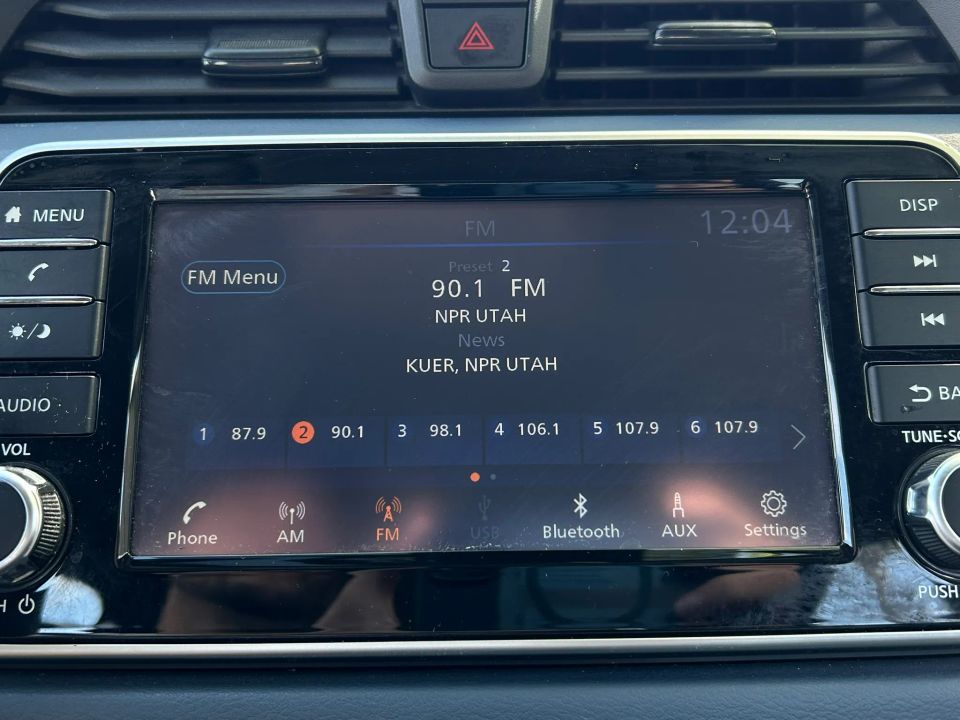 MENU
AUDIO
VOL
FM
12:04
FM Menu
Preset 2
90.1 FM
NPR UTAH
News
KUER, NPR UTAH
1 87.9 2 90.1 3 98.1 4 106.1 5 107.9 6 107.9
Phone AM FM USB Bluetooth AUX Settings
DISP
BA
TUNE·SC
PUSH
H